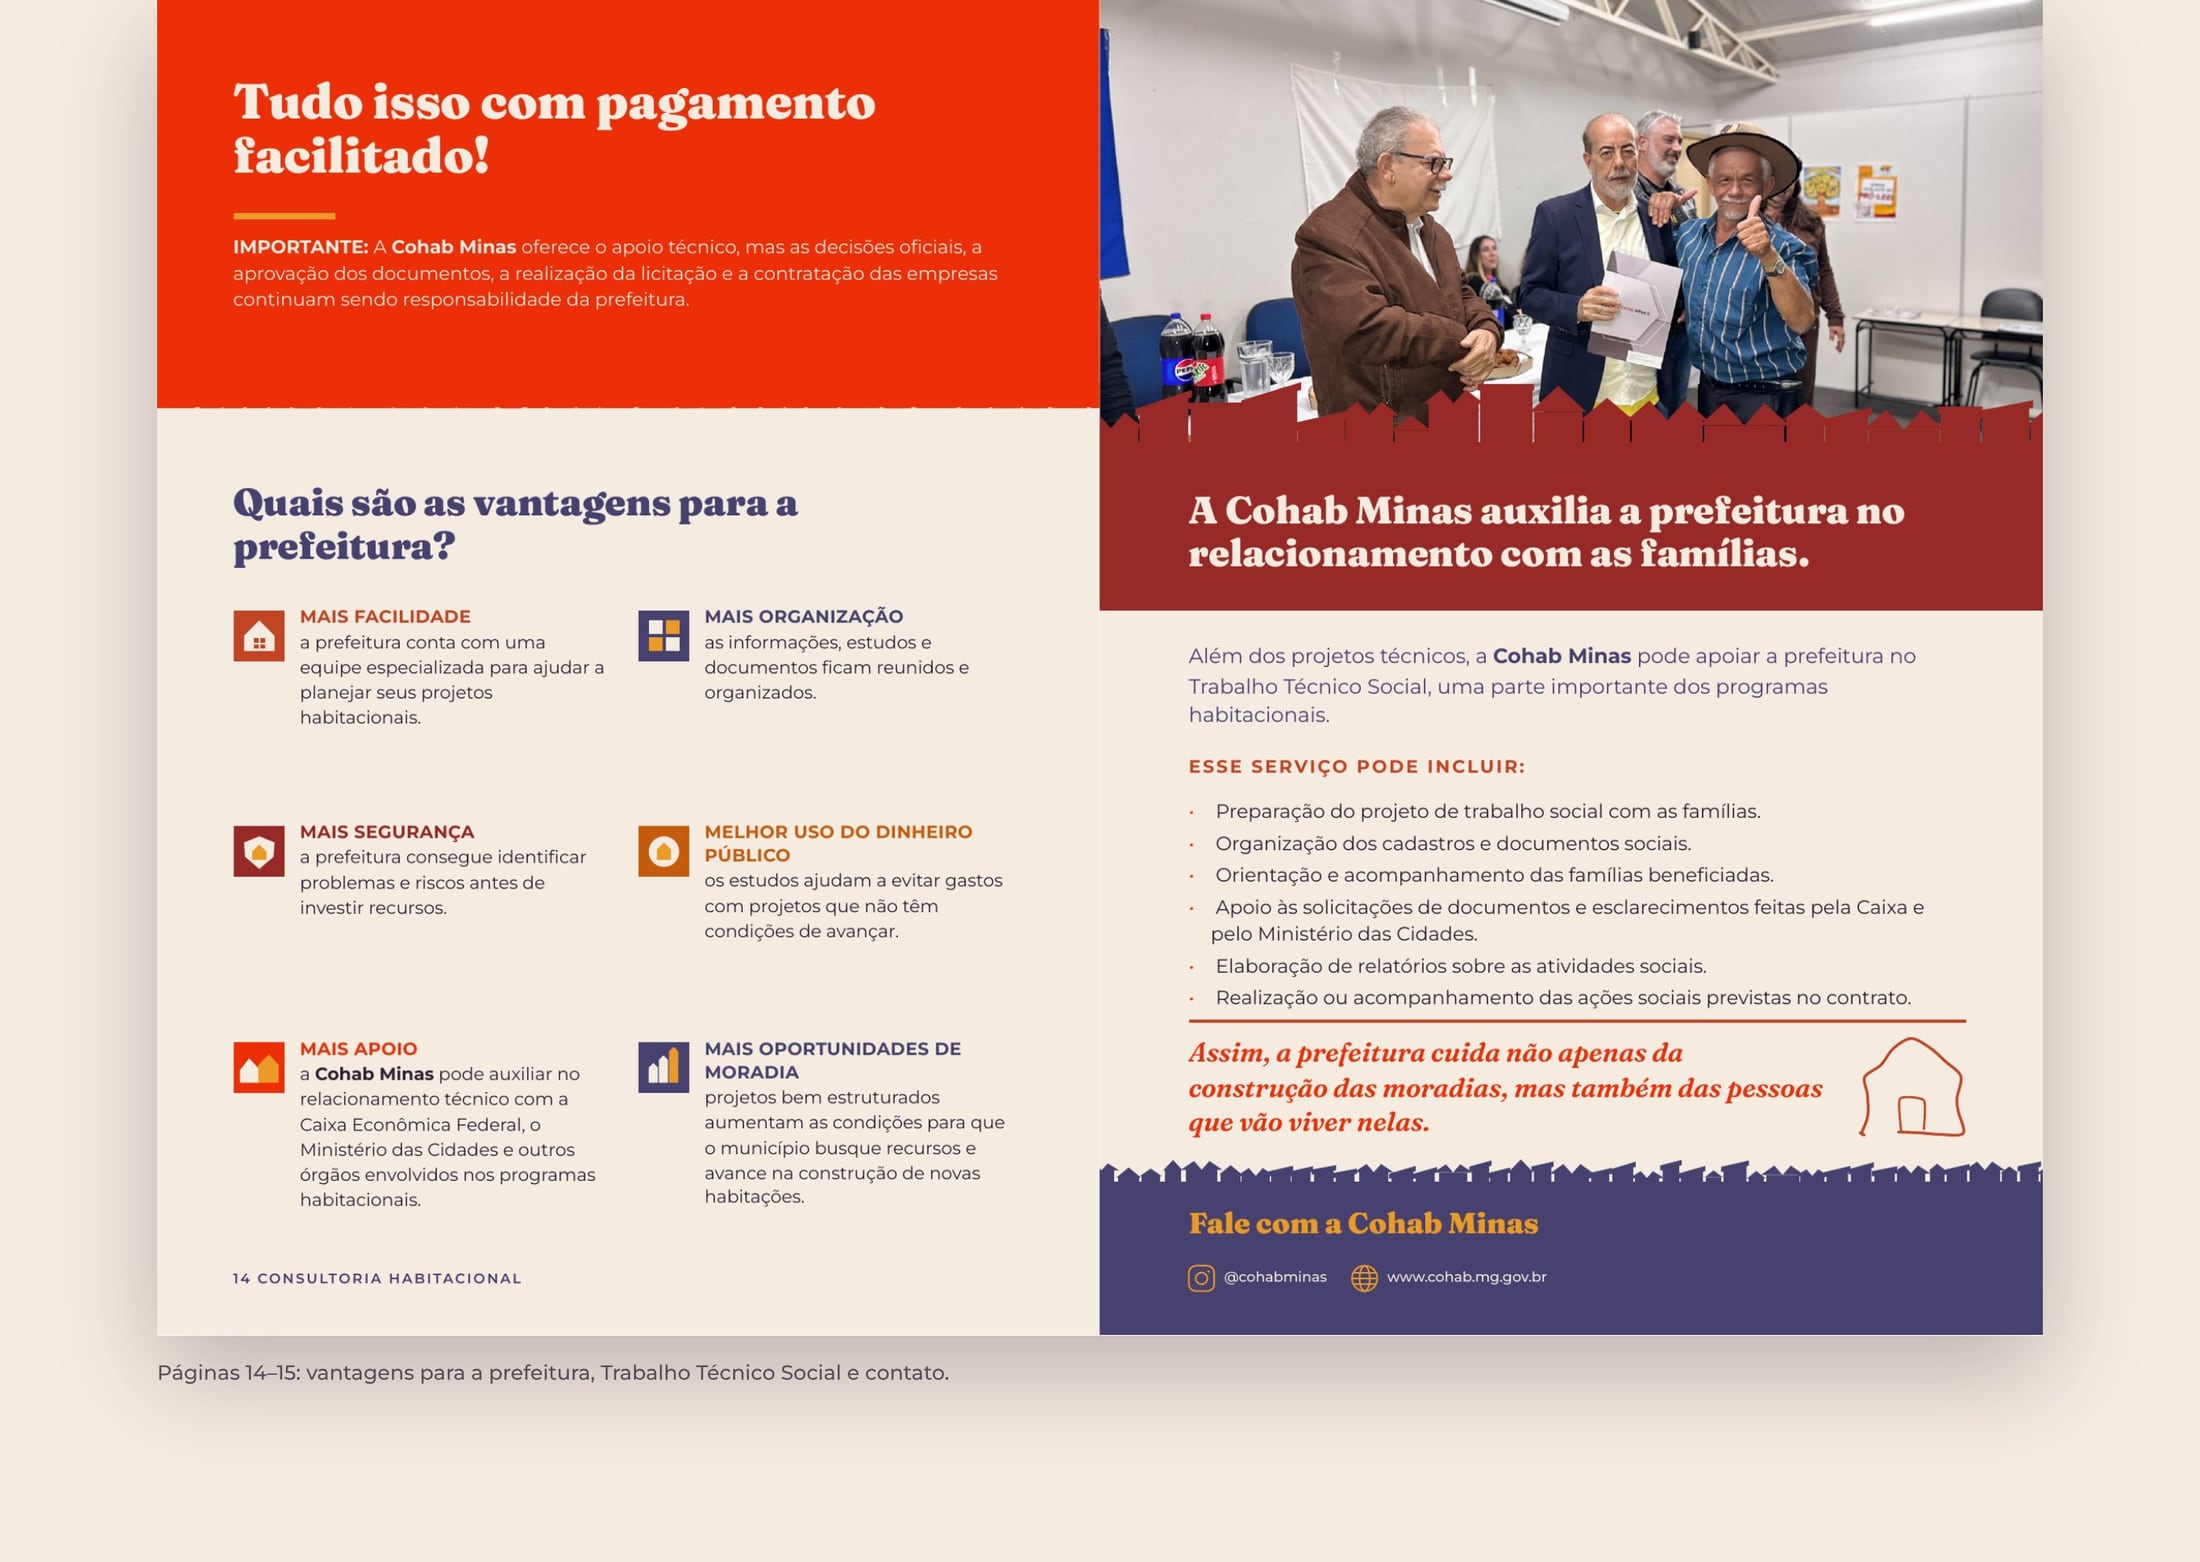 Tudo isso com pagamento
facilitado!
IMPORTANTE: A Cohab Minas oferece o apoio técnico, mas as decisões oficiais, a
aprovação dos documentos, a realização da licitação e a contratação das empresas
continuam sendo responsabilidade da prefeitura.
Quais são as vantagens para a
prefeitura?
MAIS FACILIDADE
a prefeitura conta com uma
equipe especializada para ajudar a
planejar seus projetos
habitacionais.
MAIS ORGANIZAÇÃO
as informações, estudos e
documentos ficam reunidos e
organizados.
MAIS SEGURANÇA
a prefeitura consegue identificar
problemas e riscos antes de
investir recursos.
MELHOR USO DO DINHEIRO
PÚBLICO
os estudos ajudam a evitar gastos
com projetos que não têm
condições de avançar.
MAIS APOIO
a Cohab Minas pode auxiliar no
relacionamento técnico com a
Caixa Econômica Federal, o
Ministério das Cidades e outros
órgãos envolvidos nos programas
habitacionais.
MAIS OPORTUNIDADES DE
MORADIA
projetos bem estruturados
aumentam as condições para que
o município busque recursos e
avance na construção de novas
habitações.
14 CONSULTORIA HABITACIONAL
PEPSI
A Cohab Minas auxilia a prefeitura no
relacionamento com as famílias.
Além dos projetos técnicos, a Cohab Minas pode apoiar a prefeitura no
Trabalho Técnico Social, uma parte importante dos programas
habitacionais.
ESSE SERVIÇO PODE INCLUIR:
· Preparação do projeto de trabalho social com as famílias.
· Organização dos cadastros e documentos sociais.
· Orientação e acompanhamento das famílias beneficiadas.
· Apoio às solicitações de documentos e esclarecimentos feitas pela Caixa e
pelo Ministério das Cidades.
· Elaboração de relatórios sobre as atividades sociais.
· Realização ou acompanhamento das ações sociais previstas no contrato.
Assim, a prefeitura cuida não apenas da
construção das moradias, mas também das pessoas
que vão viver nelas.
Fale com a Cohab Minas
@cohabminas
www.cohab.mg.gov.br
Páginas 14–15: vantagens para a prefeitura, Trabalho Técnico Social e contato.